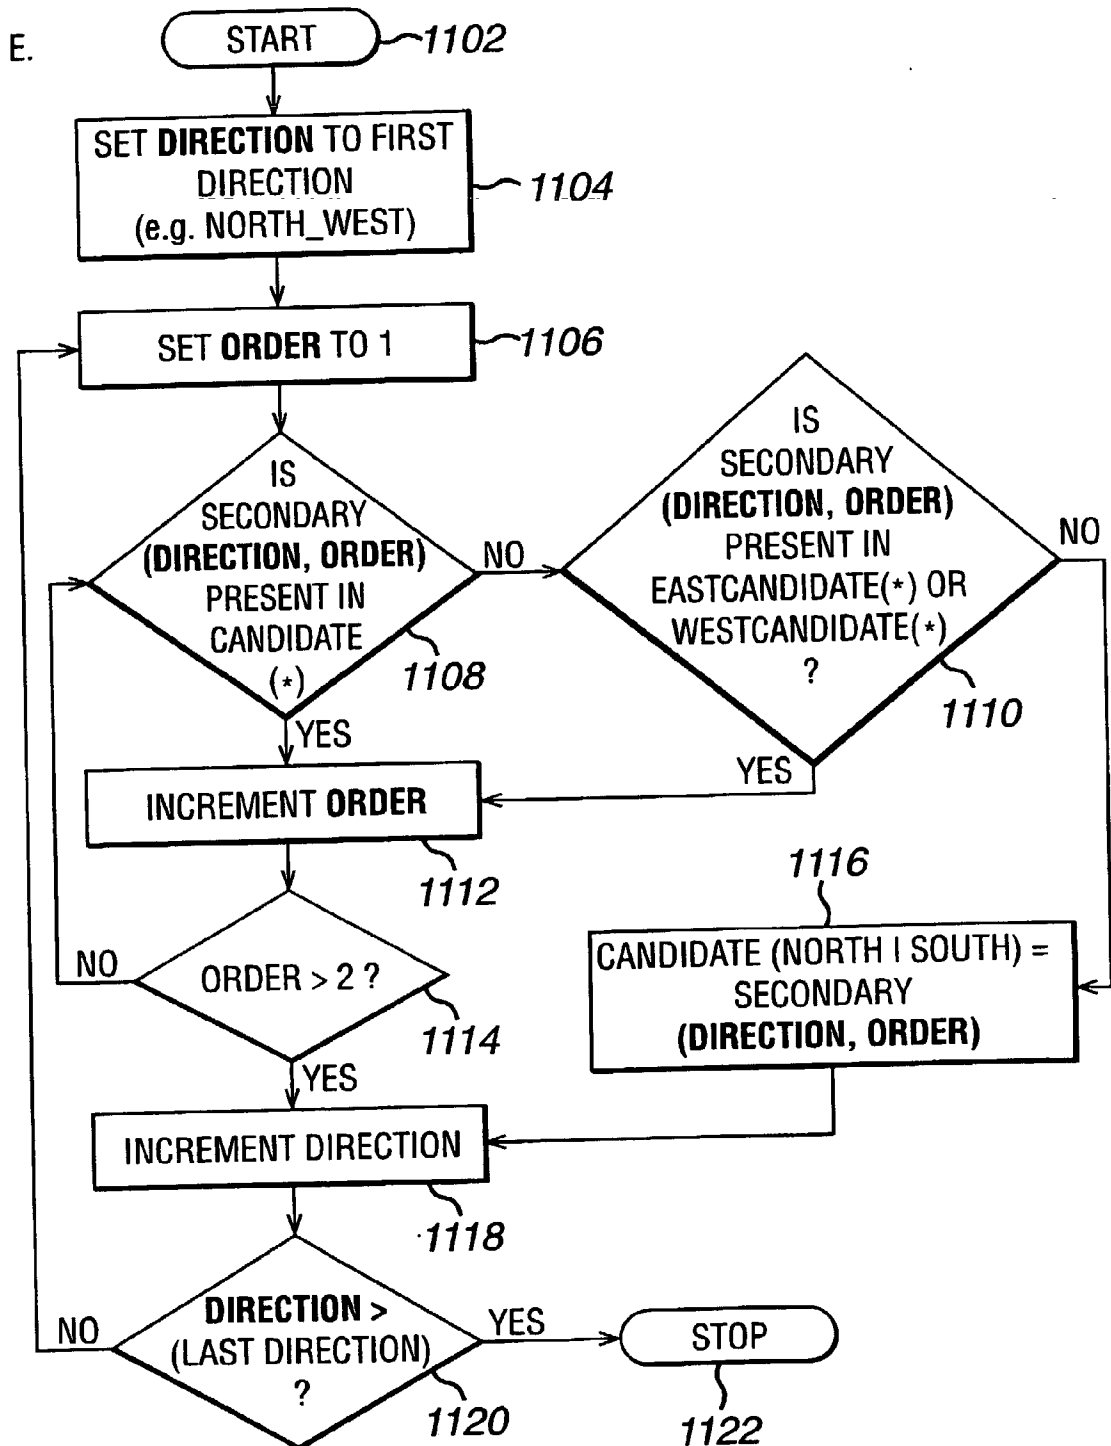 E.
START
1102
SET DIRECTION TO FIRST
DIRECTION
(e.g. NORTH_WEST)
1104
SET ORDER TO 1
1106
IS
SECONDARY
(DIRECTION, ORDER)
PRESENT IN
CANDIDATE
(*)
1108
NO
YES
IS
SECONDARY
(DIRECTION, ORDER)
PRESENT IN
EASTCANDIDATE(*) OR
WESTCANDIDATE(*)
?
1110
NO
YES
INCREMENT ORDER
1112
ORDER > 2 ?
1114
NO
YES
1116
CANDIDATE (NORTH I SOUTH) =
SECONDARY
(DIRECTION, ORDER)
INCREMENT DIRECTION
1118
DIRECTION >
(LAST DIRECTION)
?
1120
NO
YES
STOP
1122